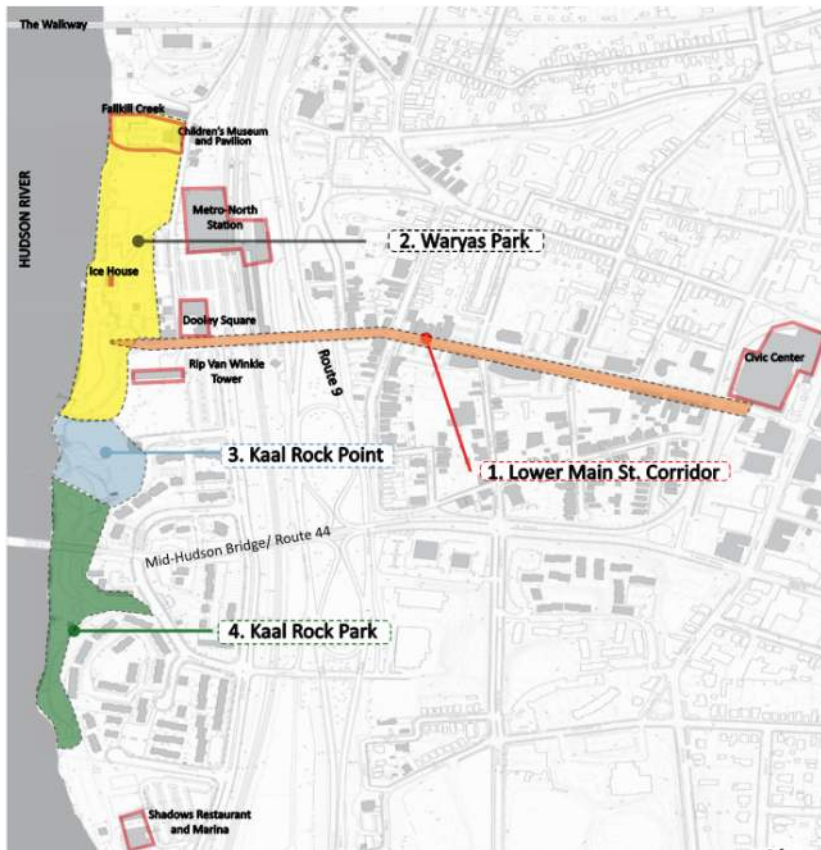 The Walkway
Fallkill Creek
Children's Museum
and Pavilion
HUDSON RIVER
Metro-North
Station
2. Waryas Park
Ice House
Dooley Square
Rip Van Winkle
Tower
Route 9
Civic Center
3. Kaal Rock Point
1. Lower Main St. Corridor
Mid-Hudson Bridge/ Route 44
4. Kaal Rock Park
Shadows Restaurant
and Marina